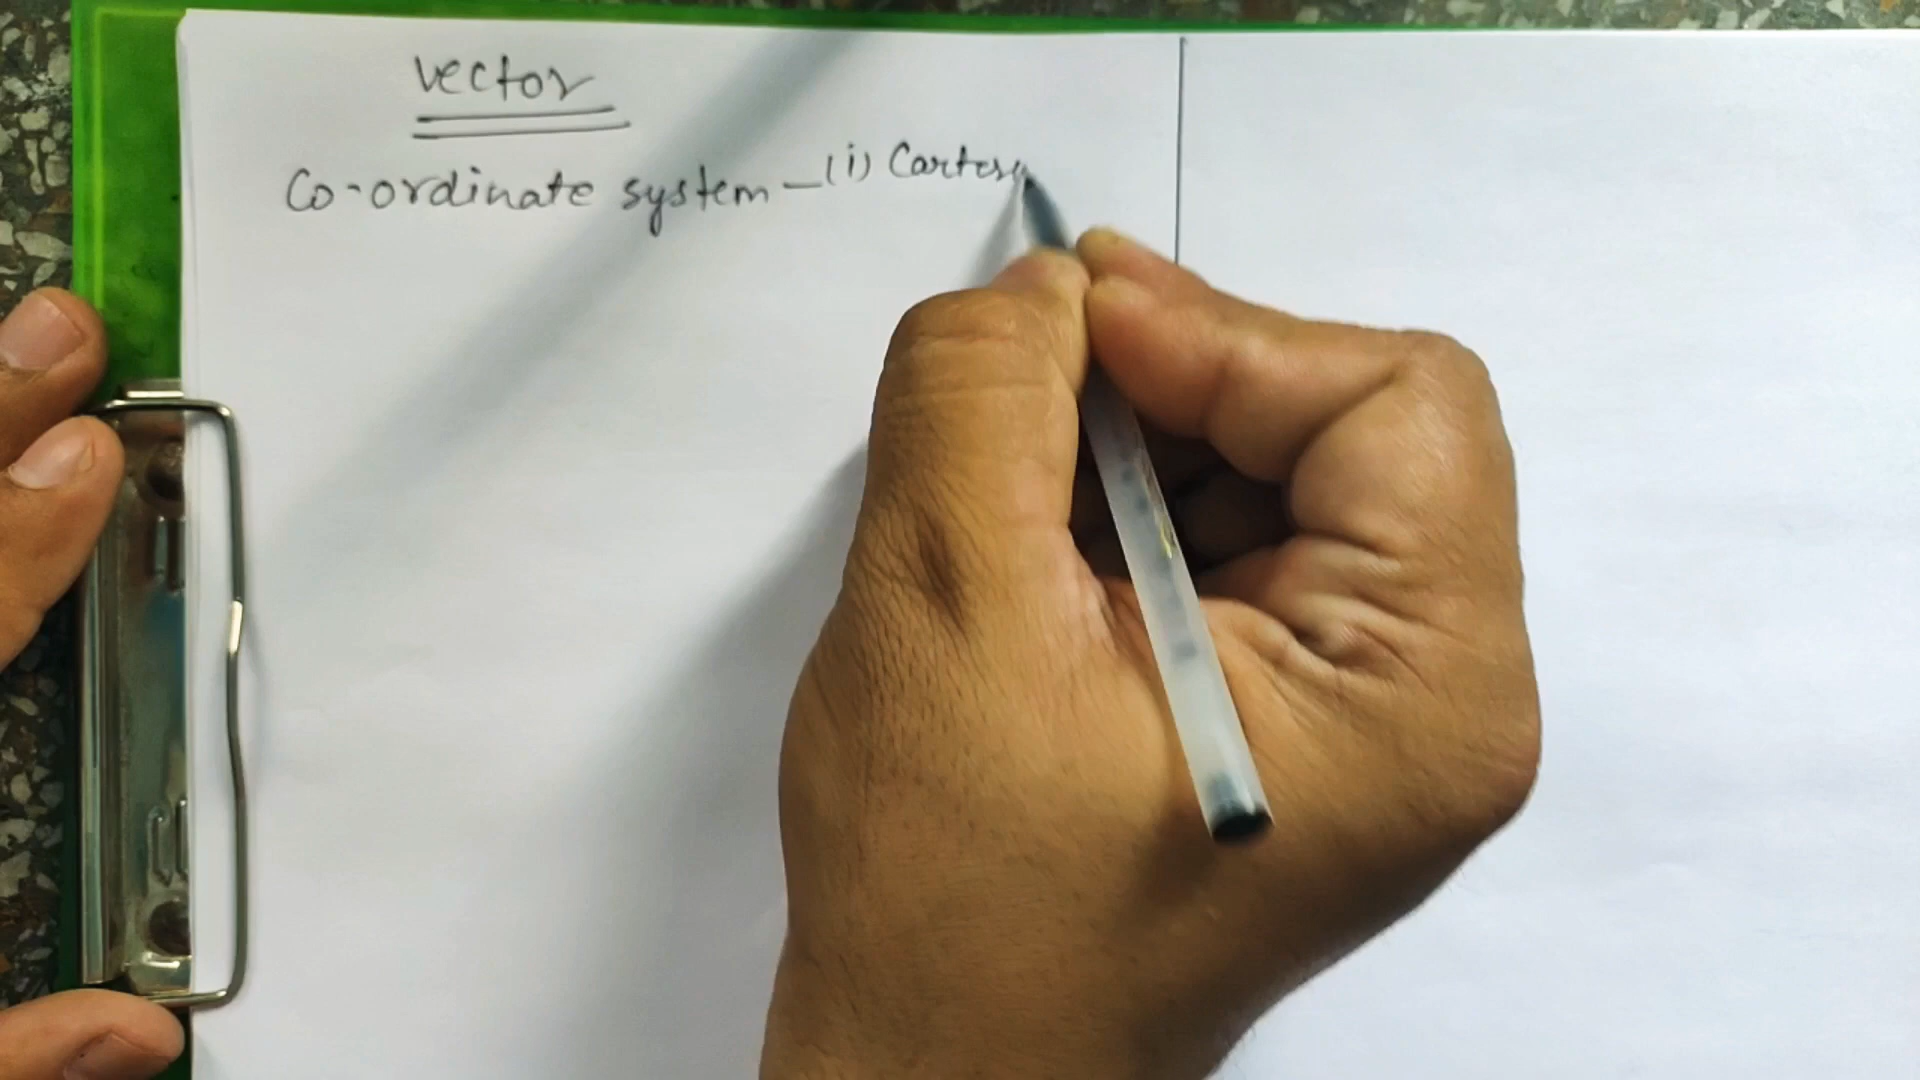 vector
Co-ordinate system - (i) Cartes